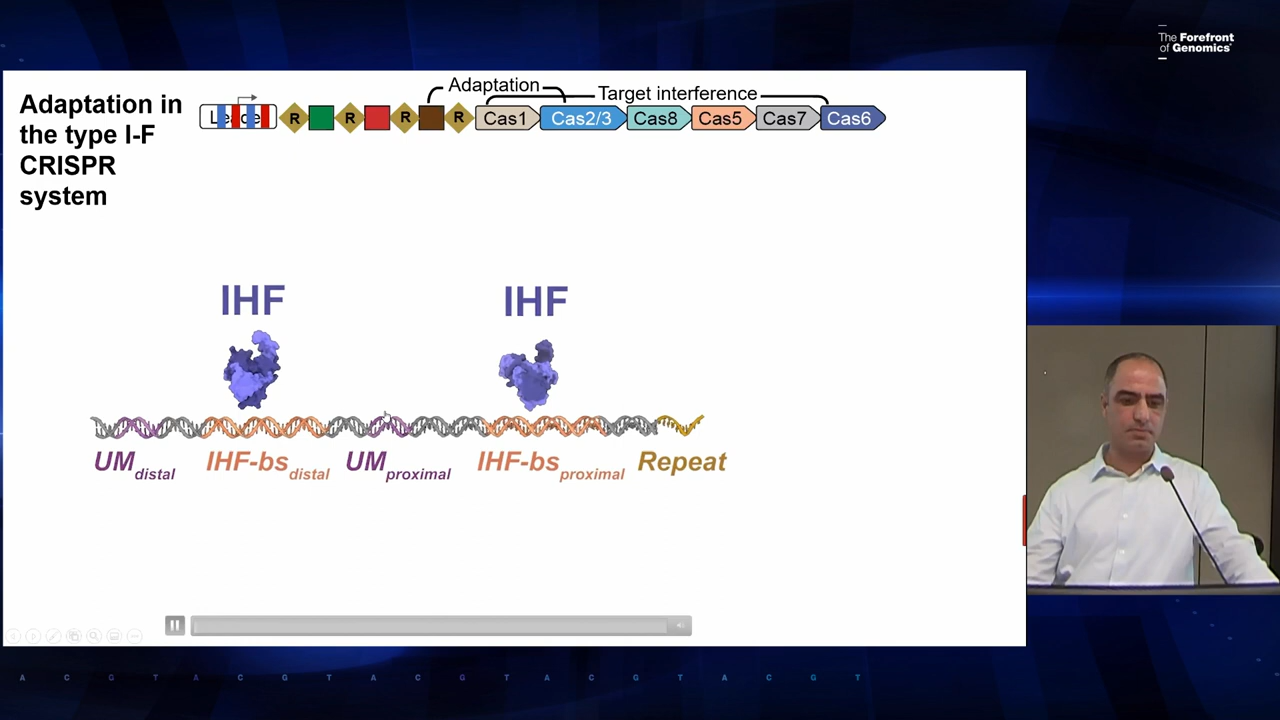 The Forefront
of Genomics
Adaptation in
the type I-F
CRISPR
system
Adaptation
Target interference
Leader
R
R
R
R
Cas1
Cas2/3
Cas8
Cas5
Cas7
Cas6
IHF
IHF
UMdistal
IHF-bsdistal
UMproximal
IHF-bsproximal
Repeat
A C G T A C G T A C G T A C G T A C G T